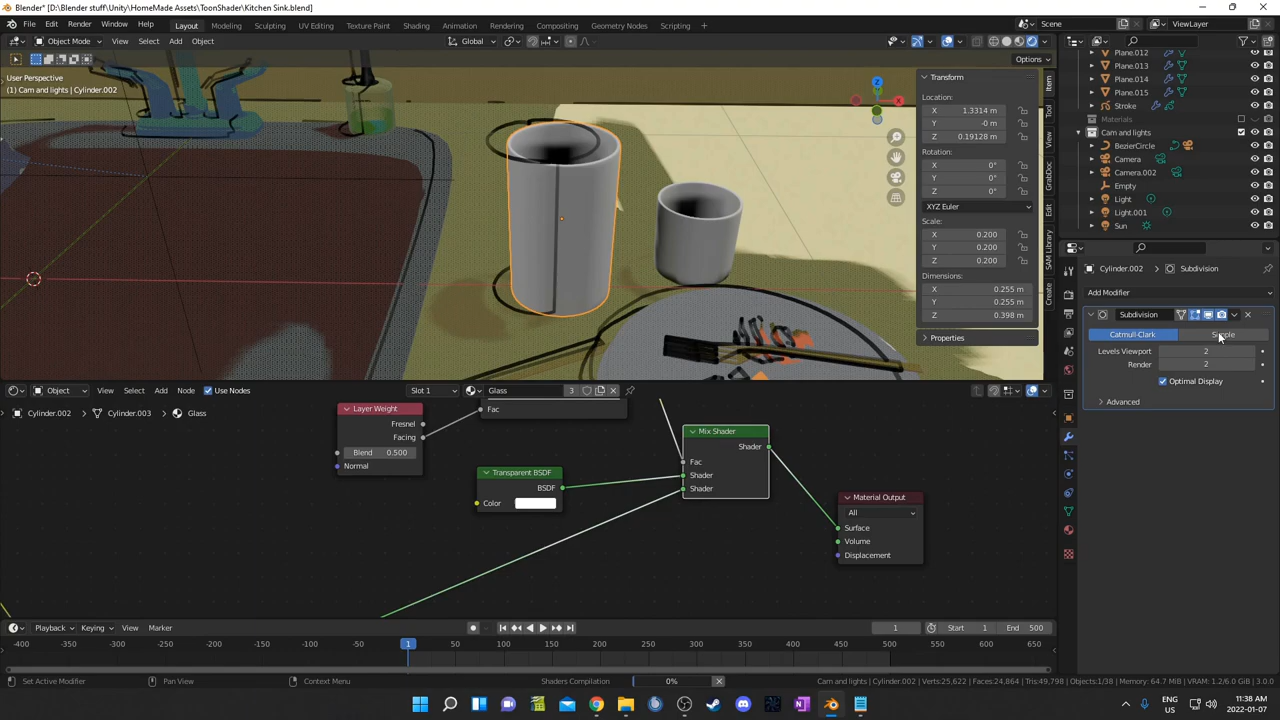 Blender* [D:\Blender stuff\Unity\HomeMade Assets\ToonShader\Kitchen Sink.blend]
File Edit Render Window Help Layout Modeling Sculpting UV Editing Texture Paint Shading Animation Rendering Compositing Geometry Nodes Scripting + Scene ViewLayer
Object Mode View Select Add Object Global
Options
User Perspective
(1) Cam and lights | Cylinder.002
Z
X
Transform
Location:
X 1.3314 m
Y -0 m
Z 0.19128 m
Rotation:
X 0°
Y 0°
Z 0°
XYZ Euler
Scale:
X 0.200
Y 0.200
Z 0.200
Dimensions:
X 0.255 m
Y 0.255 m
Z 0.398 m
Properties
Item
Tool
View
GrabDoc
Edit
SAM Library
Create
Plane.012
Plane.013
Plane.014
Plane.015
Stroke
Materials
Cam and lights
BezierCircle
Camera
Camera.002
Empty
Light
Light.001
Sun
Cylinder.002 Subdivision
Add Modifier
Subdivision
Catmull-Clark Simple
Levels Viewport 2
Render 2
Optimal Display
Advanced
Object View Select Add Node Use Nodes Slot 1 Glass 3
Cylinder.002 Cylinder.003 Glass
Layer Weight
Fresnel
Facing
Blend 0.500
Normal
Fac
Transparent BSDF
BSDF
Color
Mix Shader
Shader
Fac
Shader
Shader
Material Output
All
Surface
Volume
Displacement
Playback Keying View Marker 1 Start 1 End 500
-400 -350 -300 -250 -200 -150 -100 -50 1 50 100 150 200 250 300 350 400 450 500 550 600 650
Set Active Modifier Pan View Context Menu Shaders Compilation 0% Cam and lights | Cylinder.002 | Verts:25,622 | Faces:24,864 | Tris:49,798 | Objects:1/38 | Memory: 64.7 MiB | VRAM: 1.2/6.0 GiB | 3.0.0
ENG
US
11:38 AM
2022-01-07